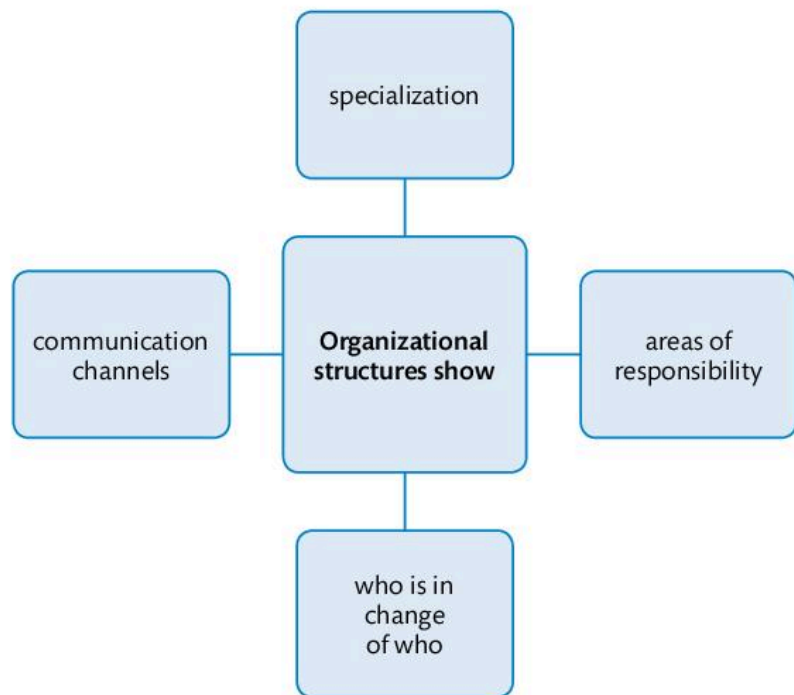 specialization
communication
channels
Organizational
structures show
areas of
responsibility
who is in
change
of who